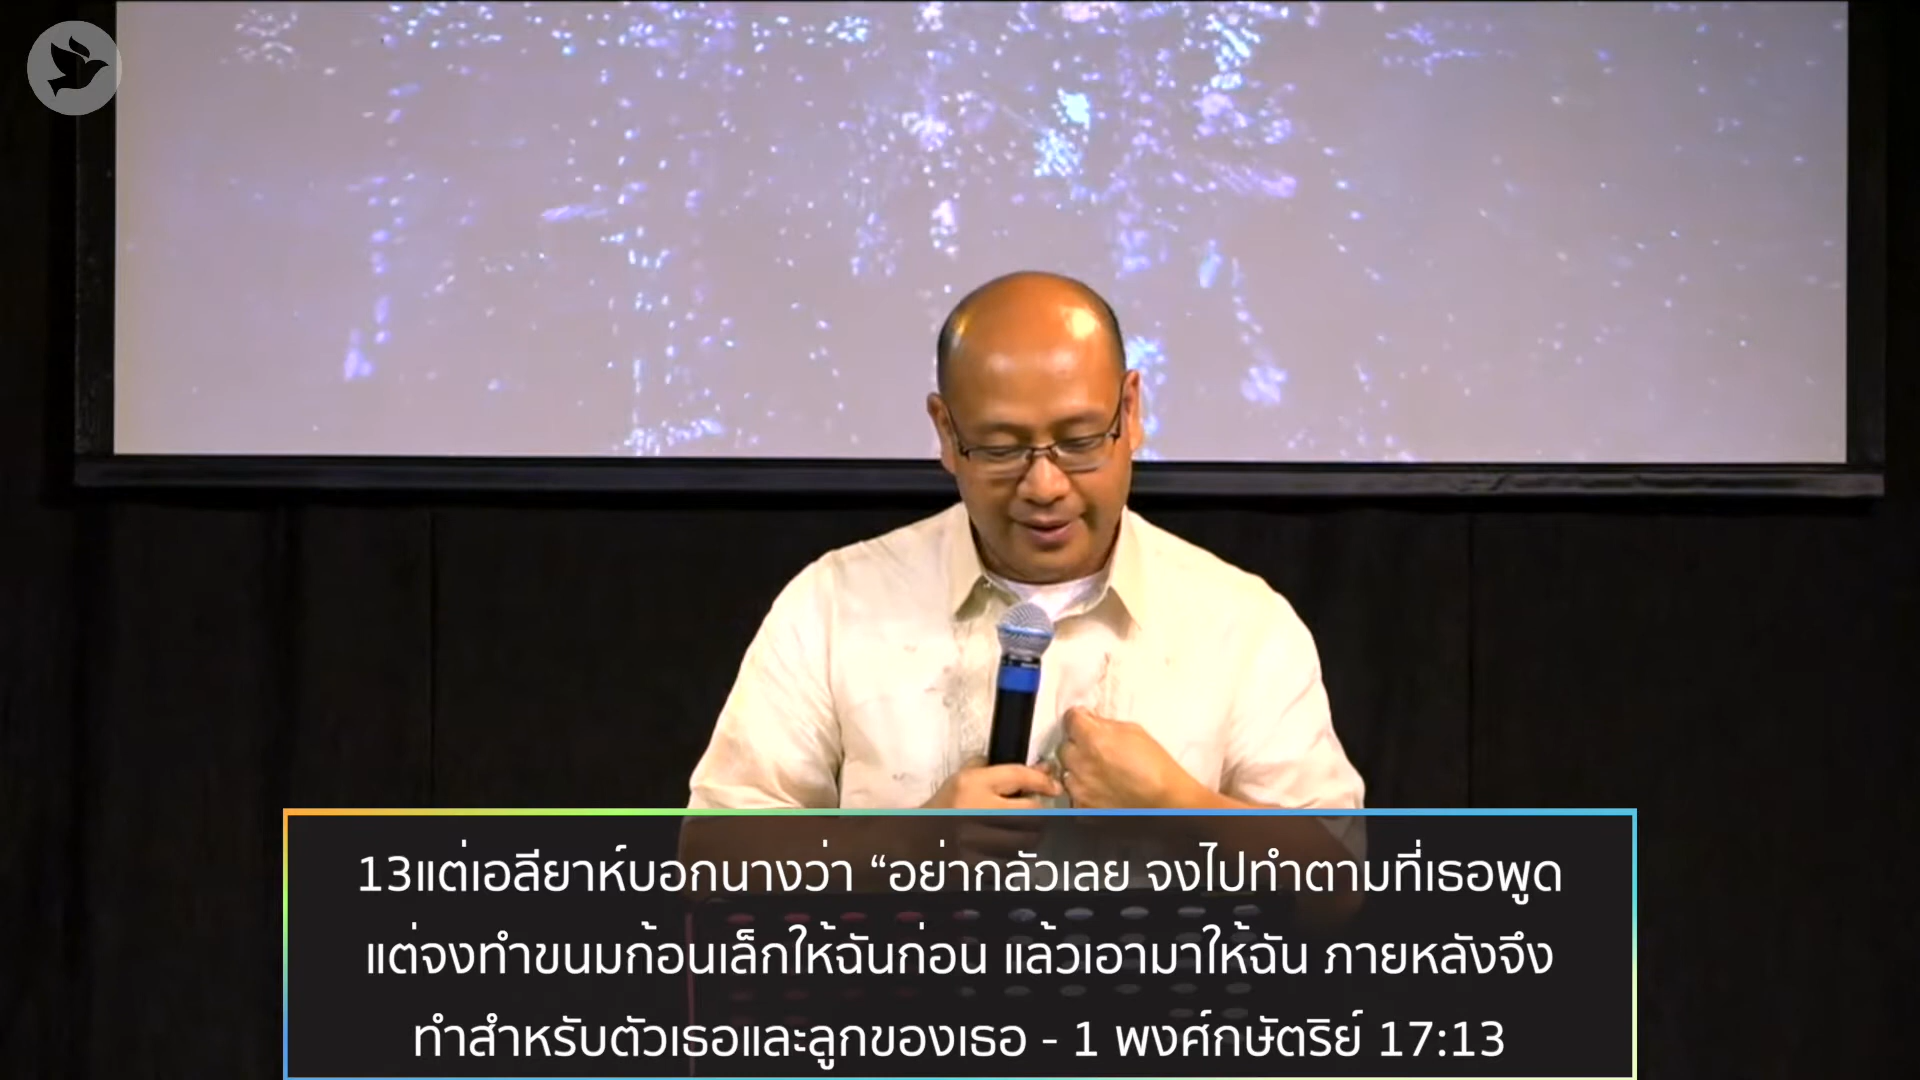 13แต่เอลียาห์บอกนางว่า “อย่ากลัวเลย จงไปทำตามที่เธอพูด
แต่จงทำขนมก้อนเล็กให้ฉันก่อน แล้วเอามาให้ฉัน ภายหลังจึง
ทำสำหรับตัวเธอและลูกของเธอ - 1 พงศ์กษัตริย์ 17:13